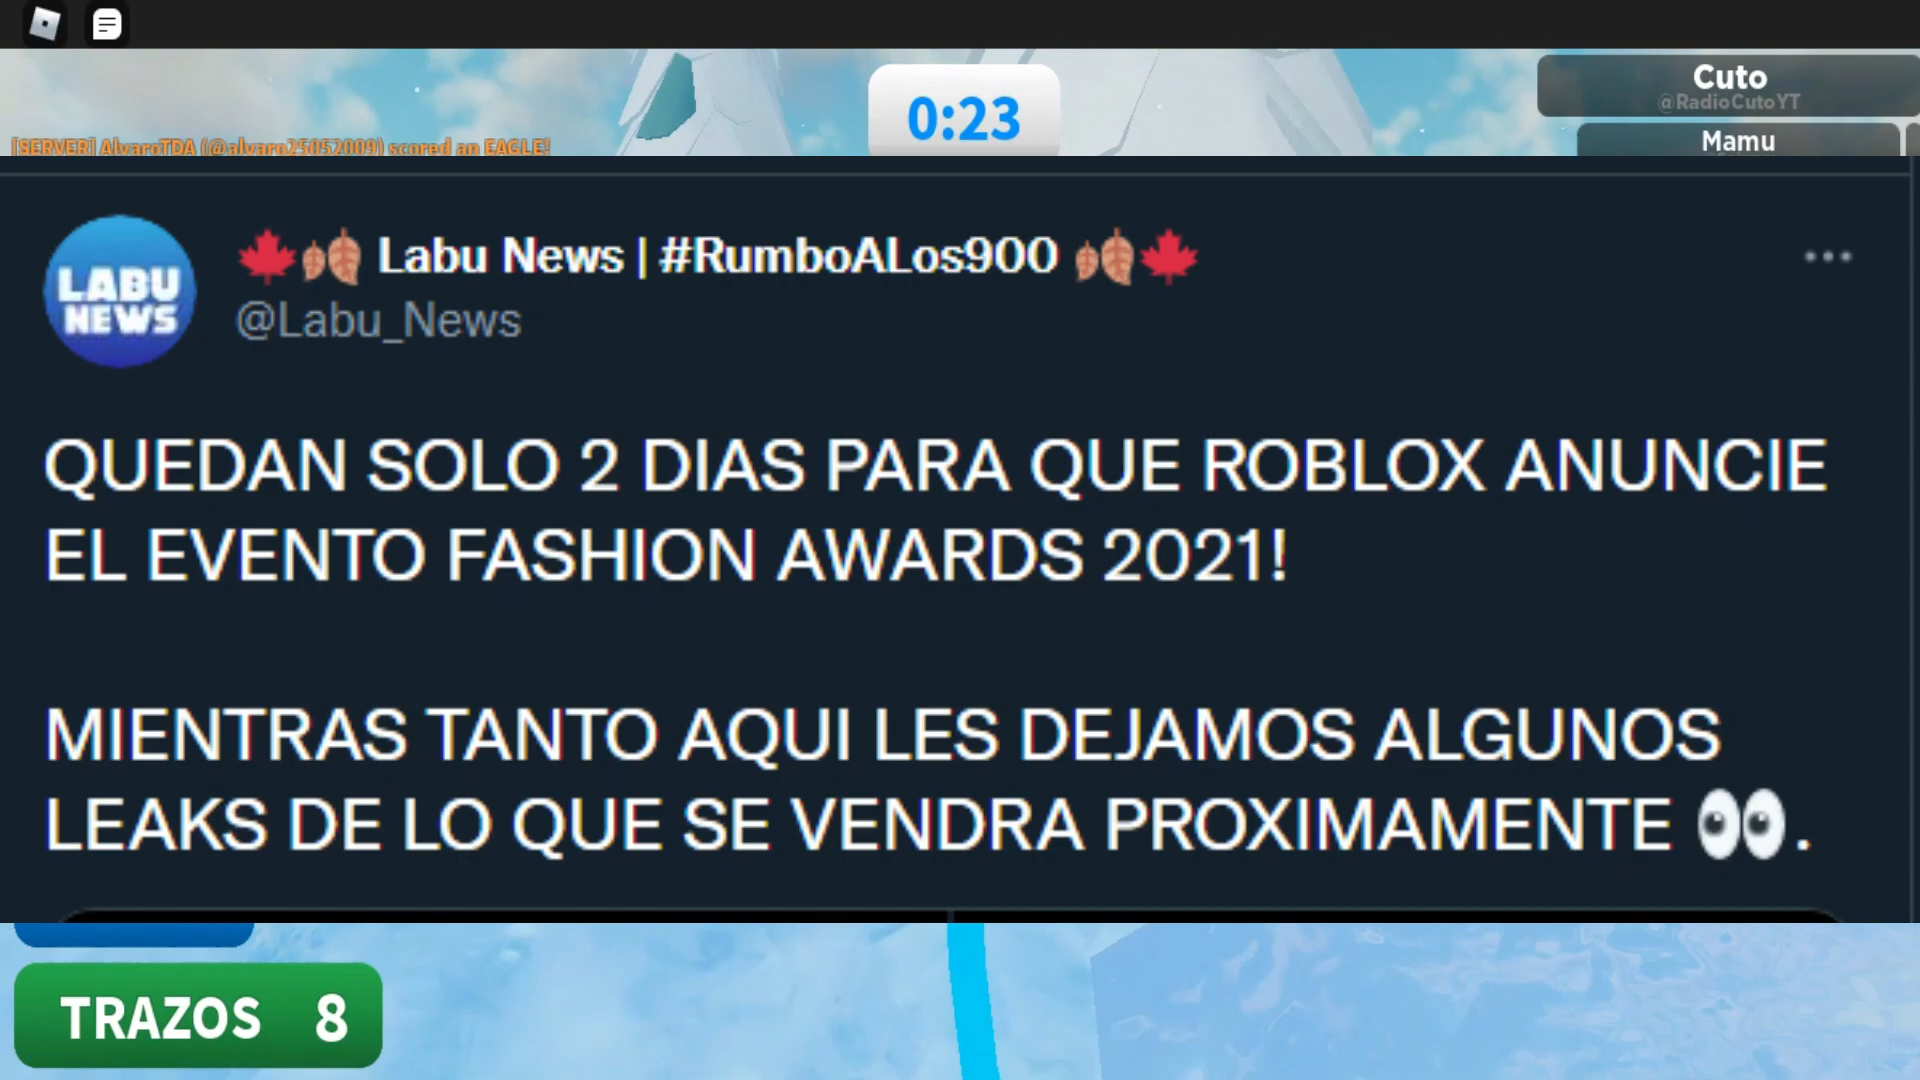 0:23
Cuto
@RadioCutoYT
Mamu
[SERVER] AlvaroTDA (@alvaro25052009) scored an EAGLE!
LABU
NEWS
🍁🍂 Labu News | #RumboALos900 🍂🍁
@Labu_News
QUEDAN SOLO 2 DIAS PARA QUE ROBLOX ANUNCIE
EL EVENTO FASHION AWARDS 2021!
MIENTRAS TANTO AQUI LES DEJAMOS ALGUNOS
LEAKS DE LO QUE SE VENDRA PROXIMAMENTE 👀.
TRAZOS 8